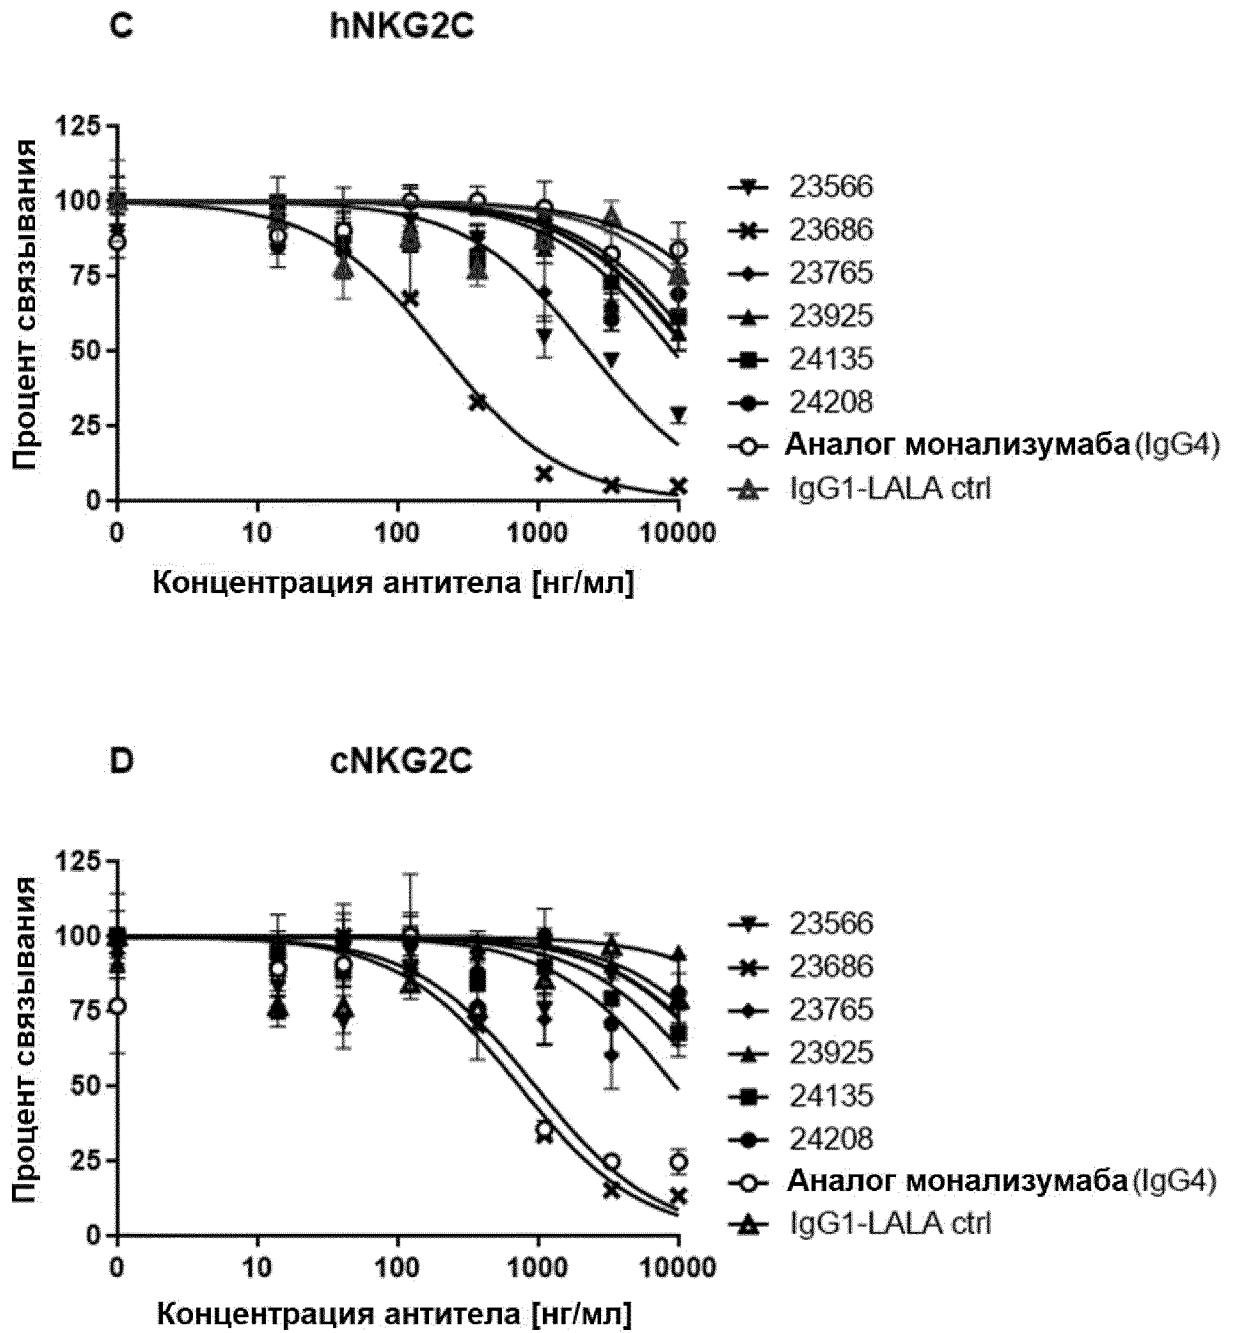 C hNKG2C
125
100
75
50
25
0
Процент связывания
0 10 100 1000 10000
Концентрация антитела [нг/мл]
23566
23686
23765
23925
24135
24208
Аналог монализумаба (IgG4)
IgG1-LALA ctrl
D cNKG2C
125
100
75
50
25
0
Процент связывания
0 10 100 1000 10000
Концентрация антитела [нг/мл]
23566
23686
23765
23925
24135
24208
Аналог монализумаба (IgG4)
IgG1-LALA ctrl